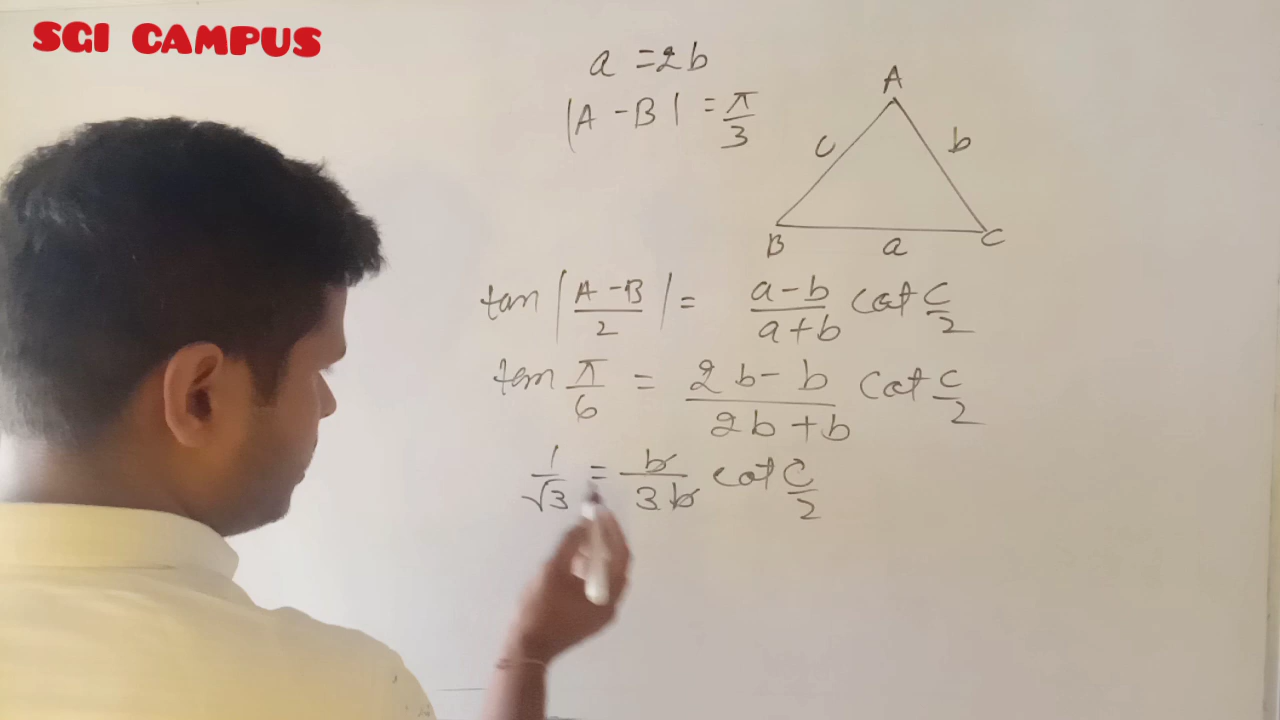 SGI CAMPUS
a = 2b
|A - B| = π/3
A
c
b
B
a
C
tan |A - B / 2| = a - b / a + b cot C/2
tan π/6 = 2b - b / 2b + b cot C/2
1/√3 = b / 3b cot C/2